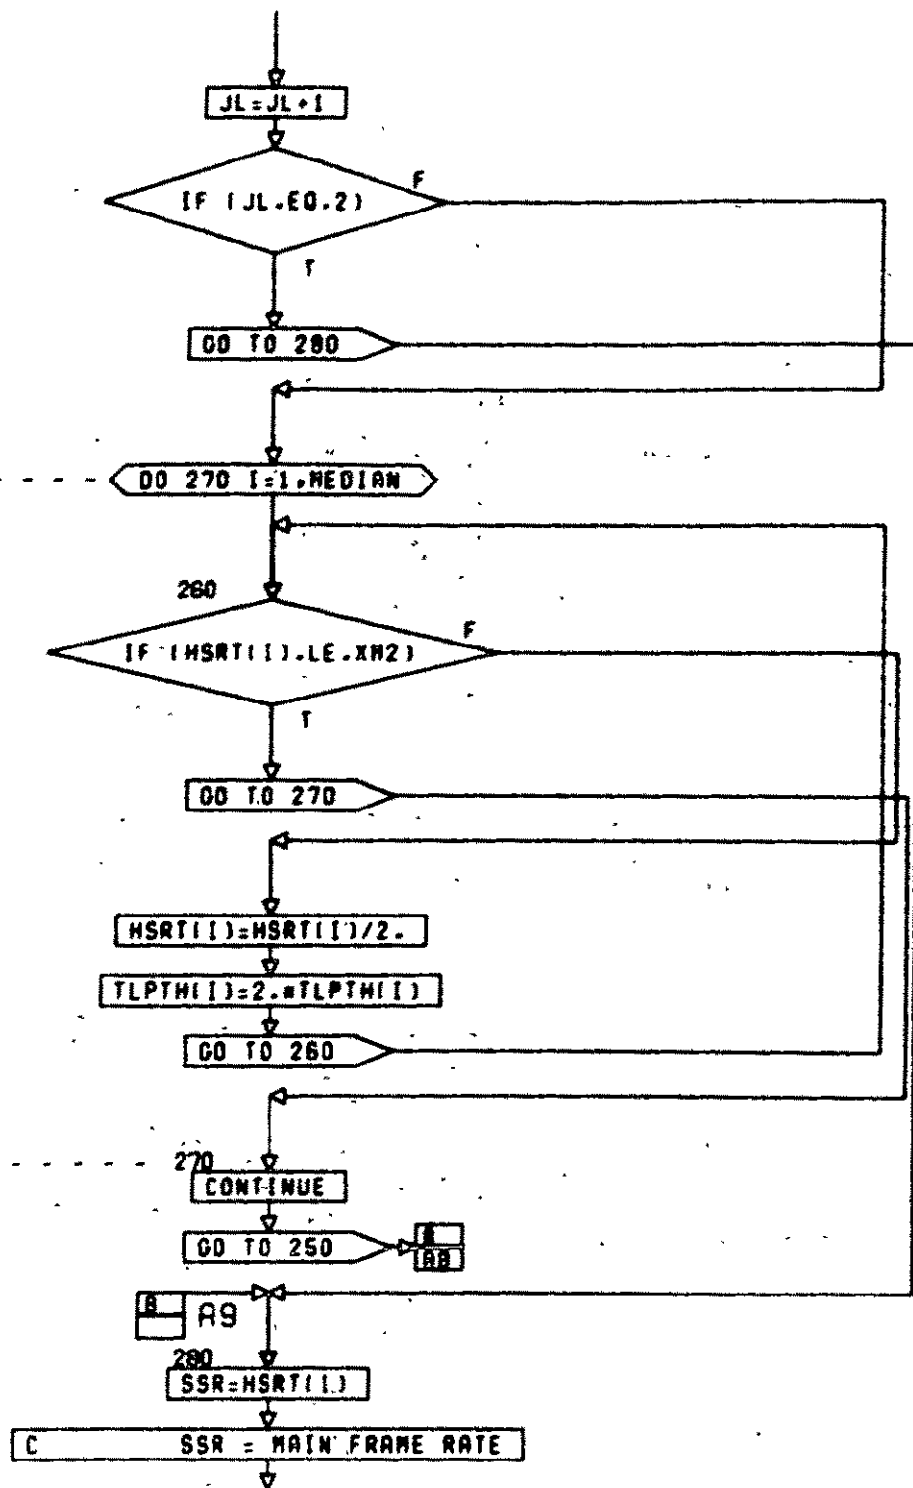 JL=JL+1
IF (JL.EQ.2)
F
T
GO TO 280
DO 270 I=1,MEDIAN
260
IF (HSRT(I).LE.XM2)
F
T
GO TO 270
HSRT(I)=HSRT(I)/2.
TLPTH(I)=2.*TLPTH(I)
GO TO 260
270
CONTINUE
GO TO 250
A8
B
A9
280
SSR=HSRT(1)
C SSR = MAIN FRAME RATE